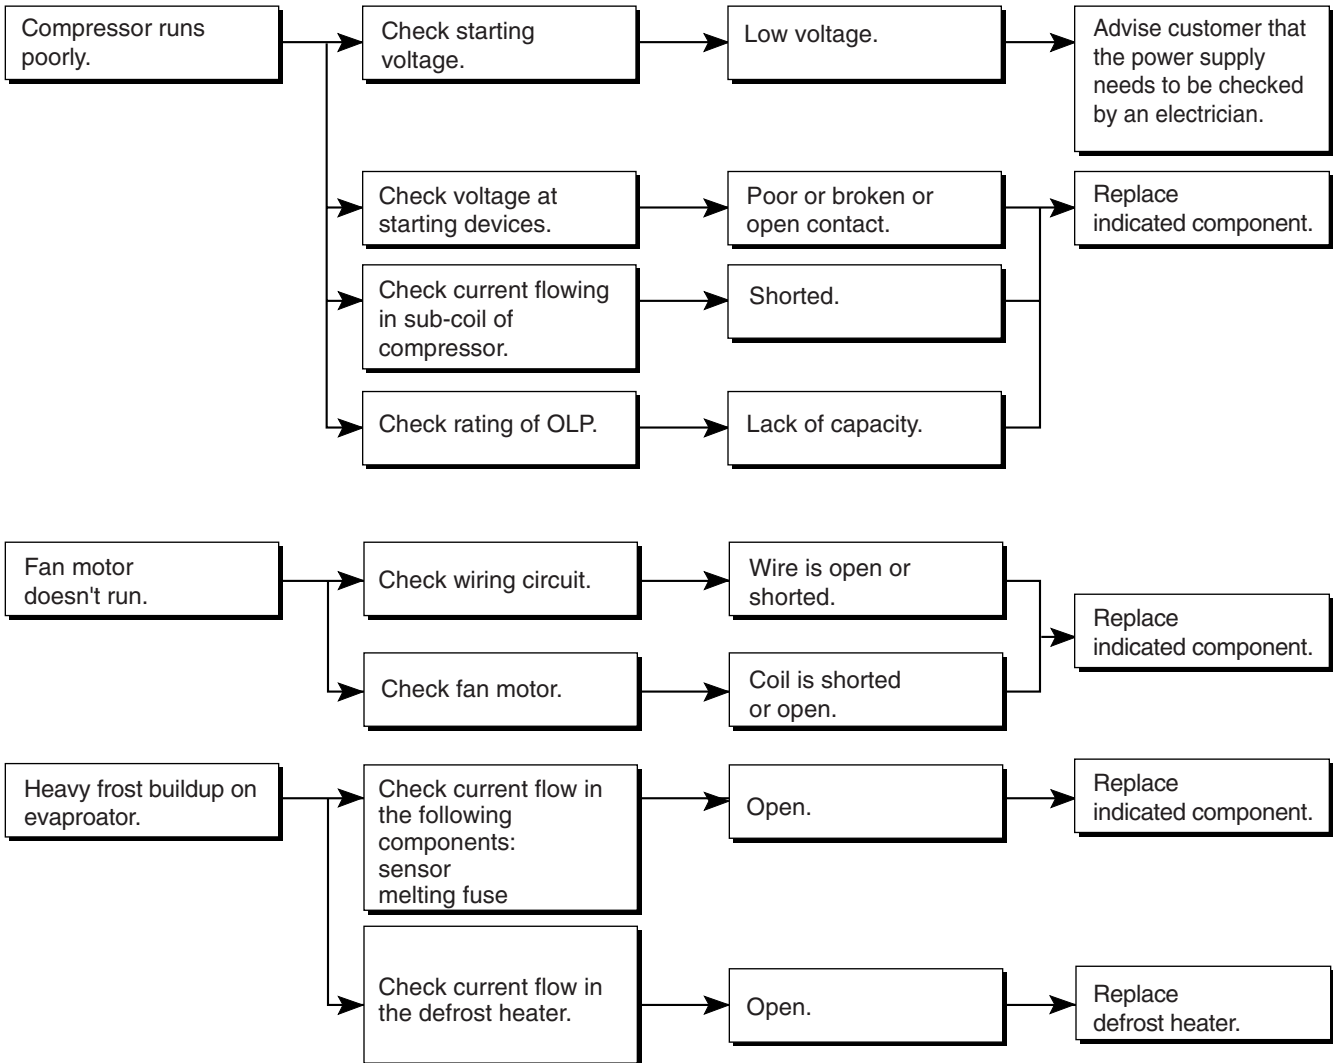 Compressor runs
poorly.
Check starting
voltage.
Low voltage.
Advise customer that
the power supply
needs to be checked
by an electrician.
Check voltage at
starting devices.
Poor or broken or
open contact.
Replace
indicated component.
Check current flowing
in sub-coil of
compressor.
Shorted.
Check rating of OLP.
Lack of capacity.
Fan motor
doesn't run.
Check wiring circuit.
Wire is open or
shorted.
Replace
indicated component.
Check fan motor.
Coil is shorted
or open.
Heavy frost buildup on
evaproator.
Check current flow in
the following
components:
sensor
melting fuse
Open.
Replace
indicated component.
Check current flow in
the defrost heater.
Open.
Replace
defrost heater.